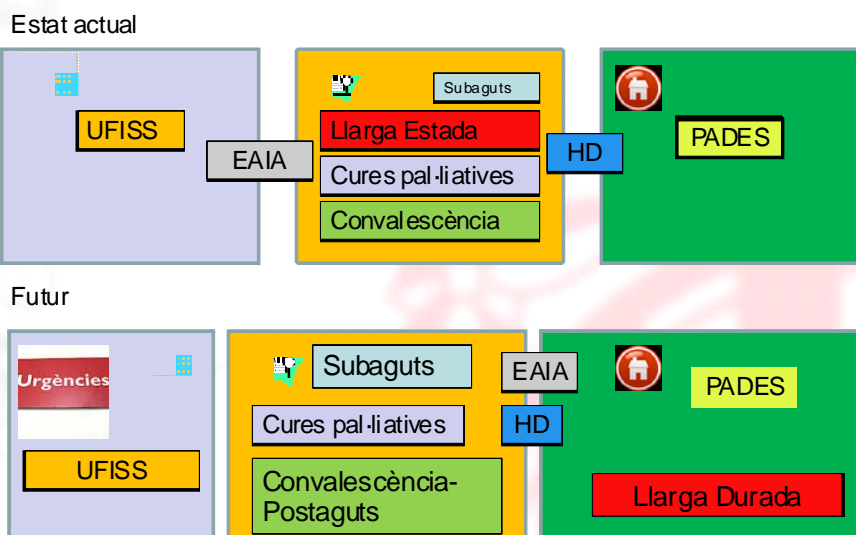 Estat actual
Subaguts
UFISS
Llarga Estada
PADES
EAIA
HD
Cures pal·liatives
Convalescència
Futur
Urgències
Subaguts
EAIA
PADES
Cures pal·liatives
HD
UFISS
Convalescència-
Postaguts
Llarga Durada